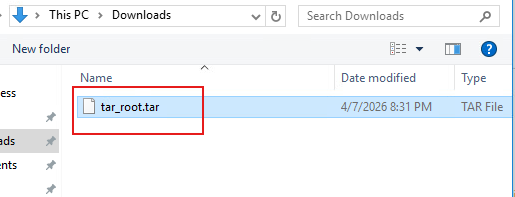 This PC > Downloads
Search Downloads
New folder
Name
Date modified
Type
ess
tar_root.tar
4/7/2026 8:31 PM
TAR File
ads
ents